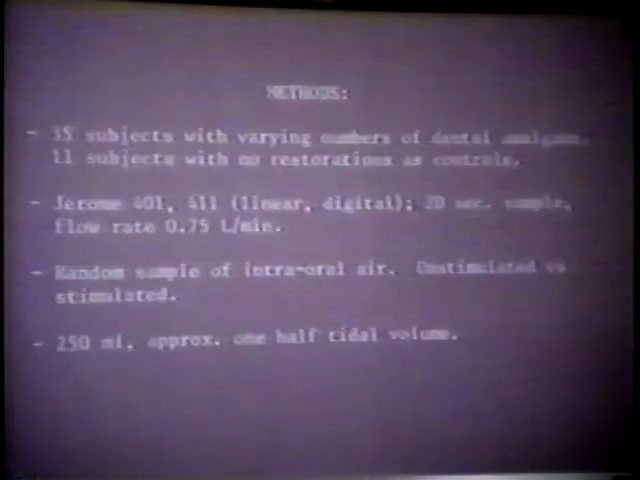 METHODS:
- 35 subjects with varying numbers of dental amalgams.
11 subjects with no restorations as controls.
- Jerome 401, 411 (linear, digital); 20 sec. sample,
flow rate 0.75 L/min.
- Random sample of intra-oral air. Unstimulated vs
stimulated.
- 250 ml, approx. one half tidal volume.